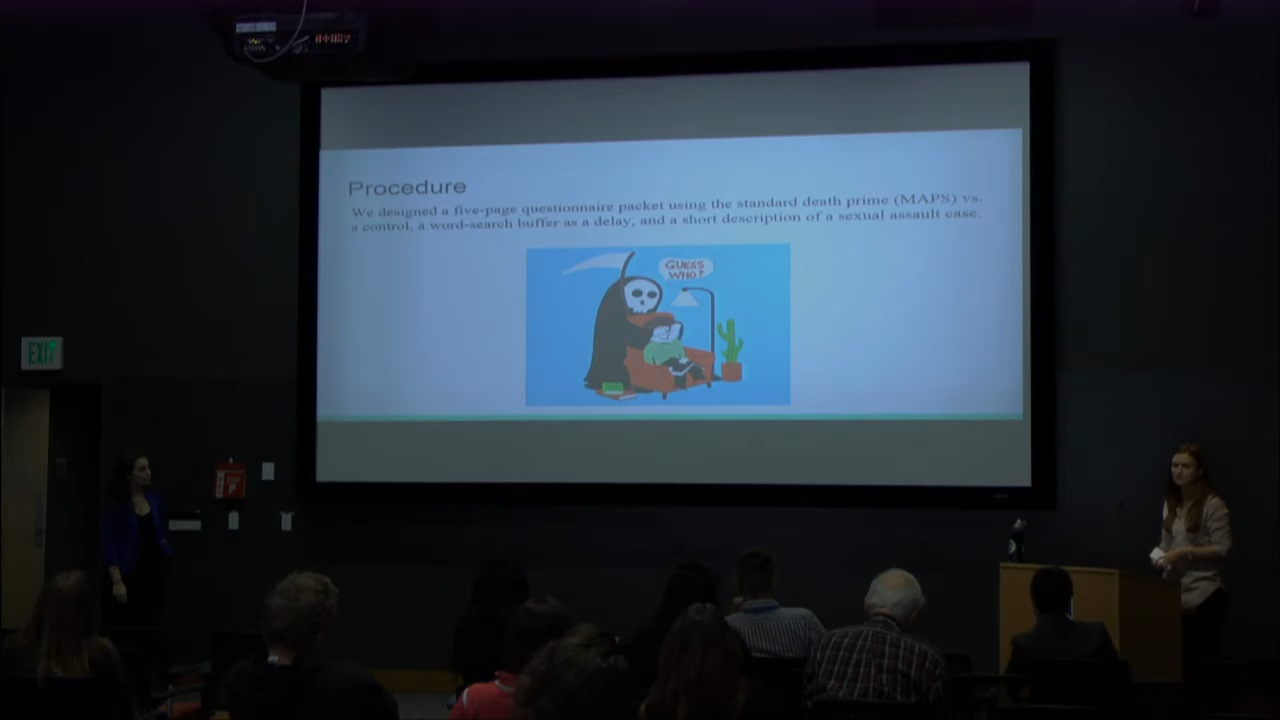 Procedure
We designed a five-page questionnaire packet using the standard death prime (MAPS) vs.
a control, a word-search buffer as a delay, and a short description of a sexual assault case.
GUESS
WHO?
EXIT